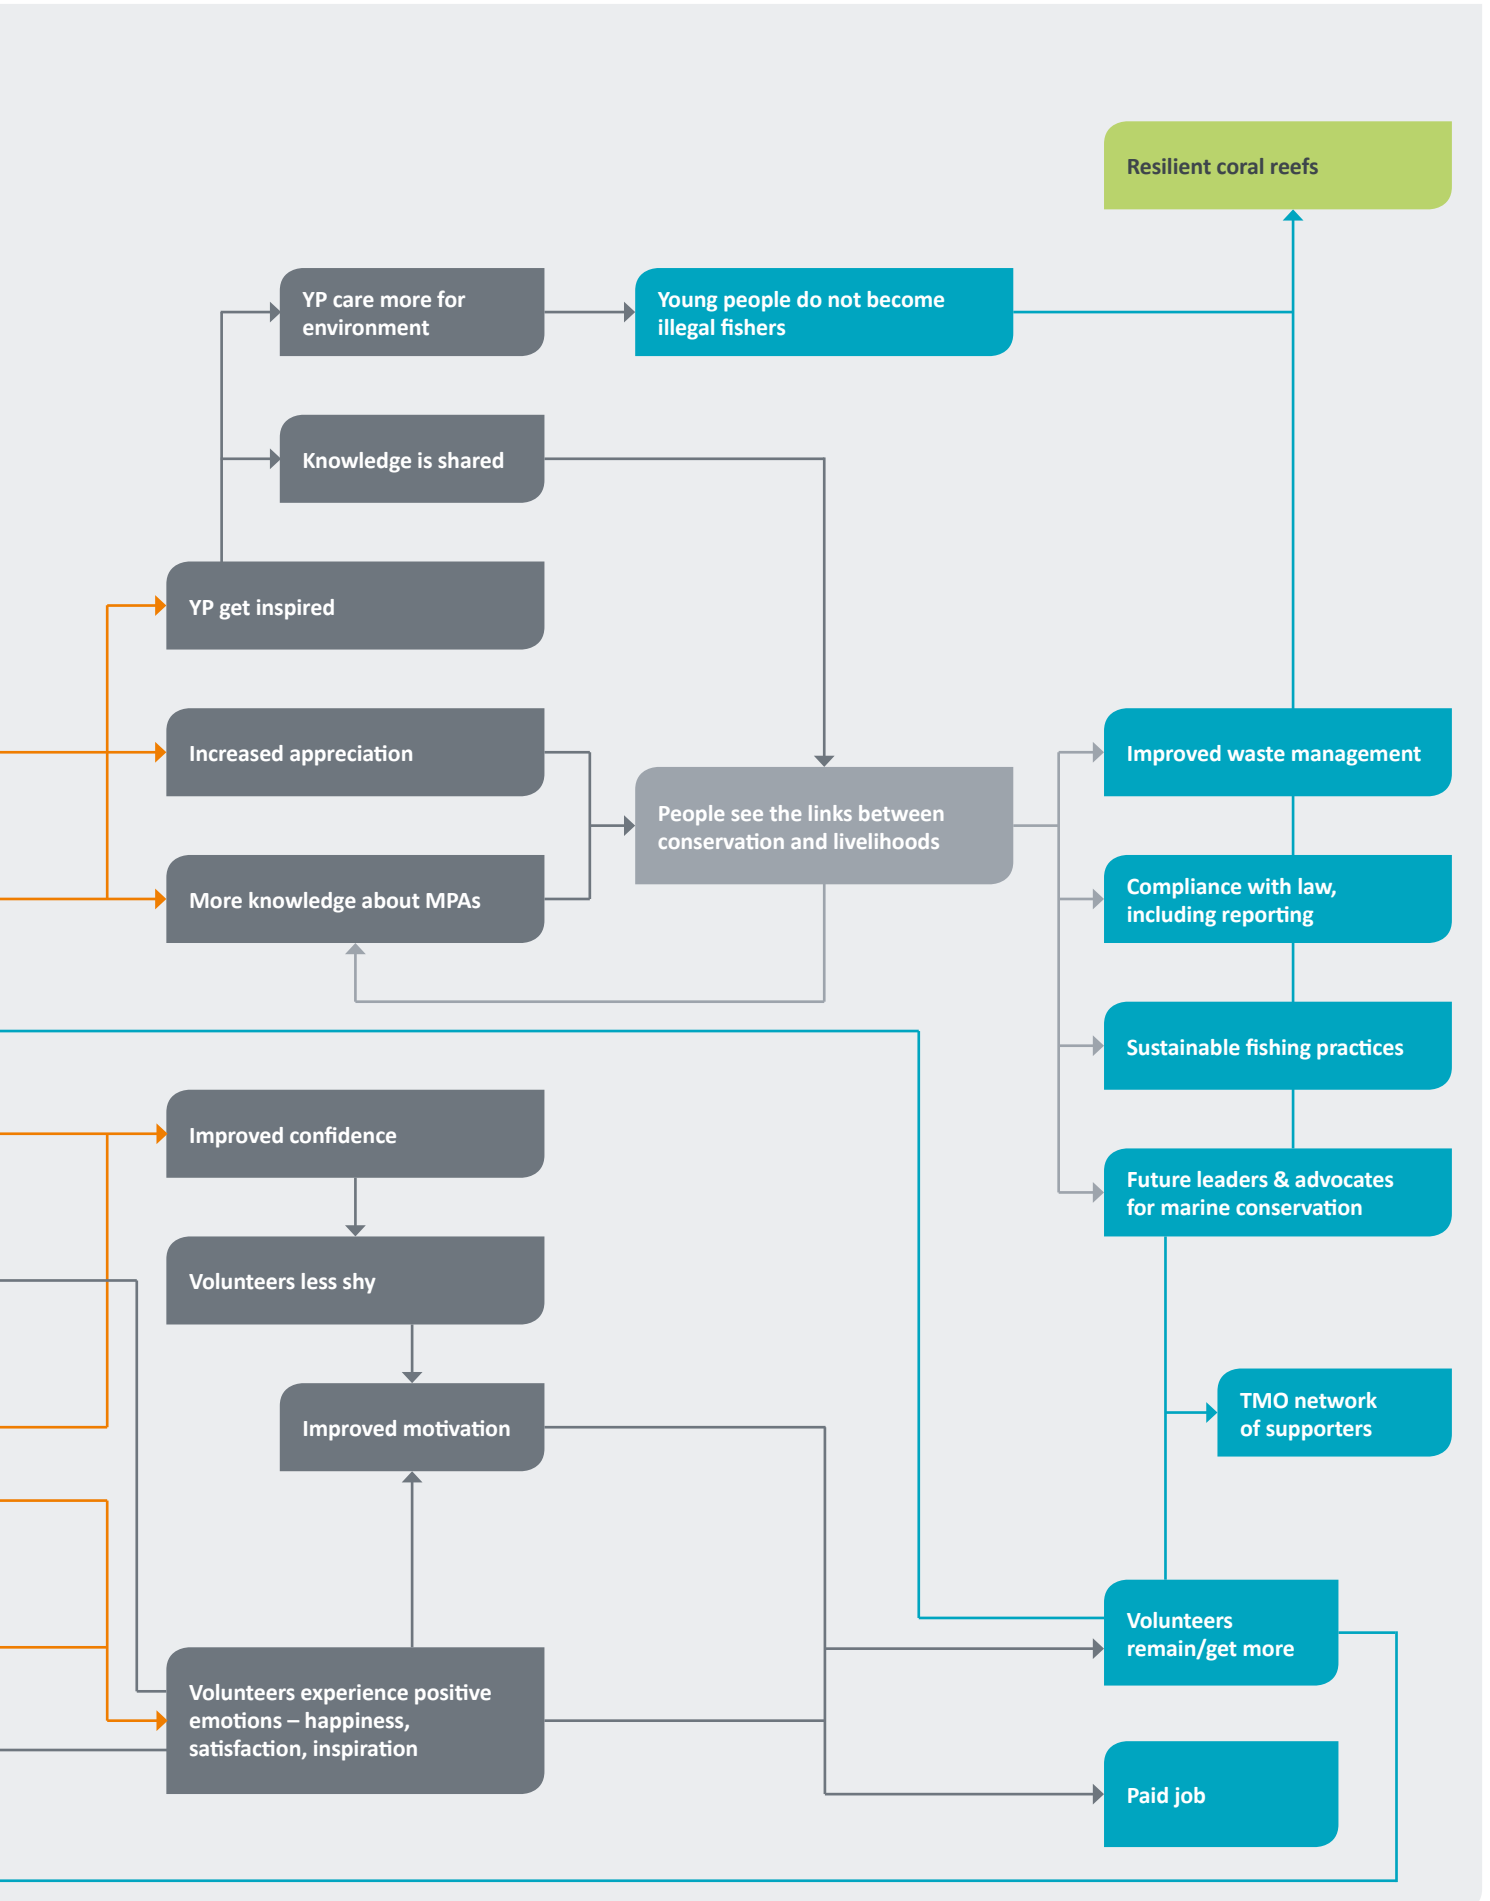 Resilient coral reefs
YP care more for
environment
Young people do not become
illegal fishers
Knowledge is shared
YP get inspired
Increased appreciation
Improved waste management
People see the links between
conservation and livelihoods
More knowledge about MPAs
Compliance with law,
including reporting
Sustainable fishing practices
Improved confidence
Future leaders & advocates
for marine conservation
Volunteers less shy
TMO network
of supporters
Improved motivation
Volunteers
remain/get more
Volunteers experience positive
emotions – happiness,
satisfaction, inspiration
Paid job